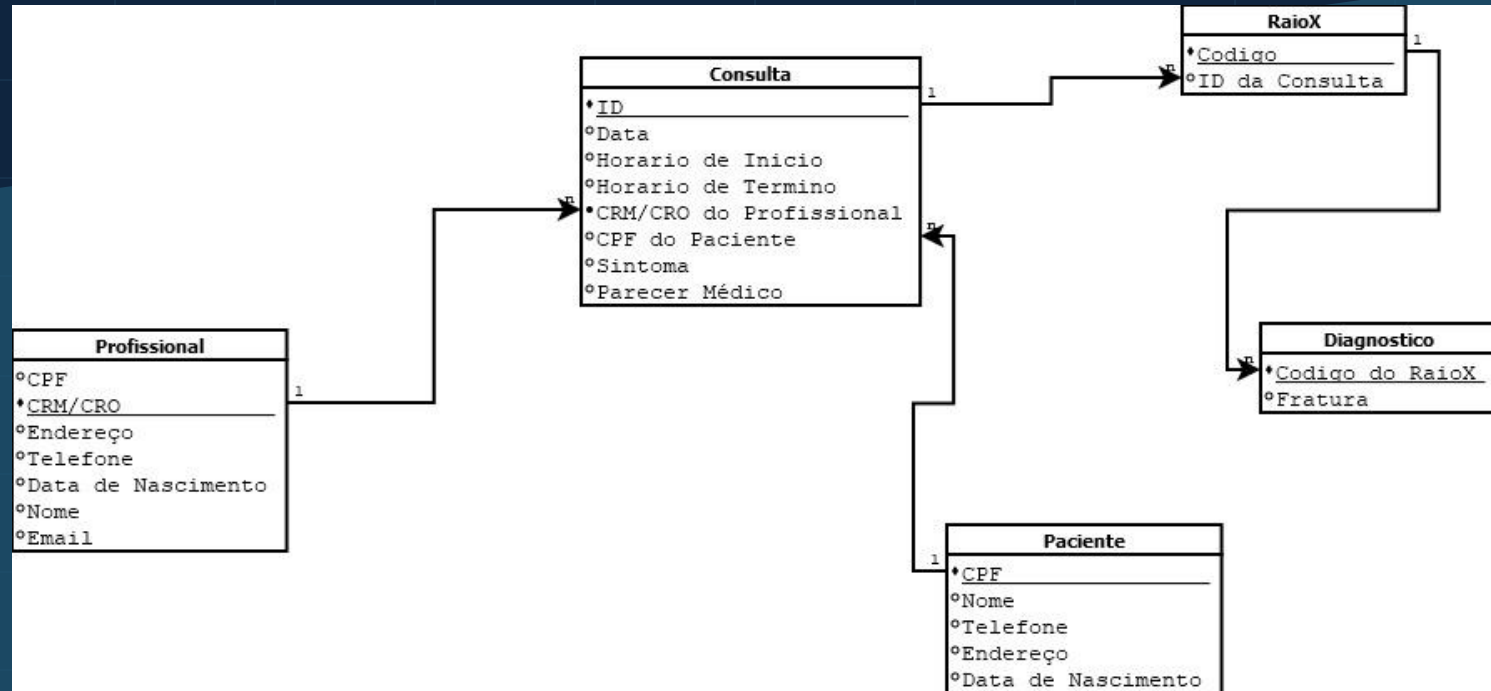 RaioX
Codigo
ID da Consulta
1
n
Consulta
ID
Data
Horario de Inicio
Horario de Termino
CRM/CRO do Profissional
CPF do Paciente
Sintoma
Parecer Médico
1
n
n
Profissional
CPF
CRM/CRO
Endereço
Telefone
Data de Nascimento
Nome
Email
1
Diagnostico
Codigo do RaioX
Fratura
n
Paciente
CPF
Nome
Telefone
Endereço
Data de Nascimento
1